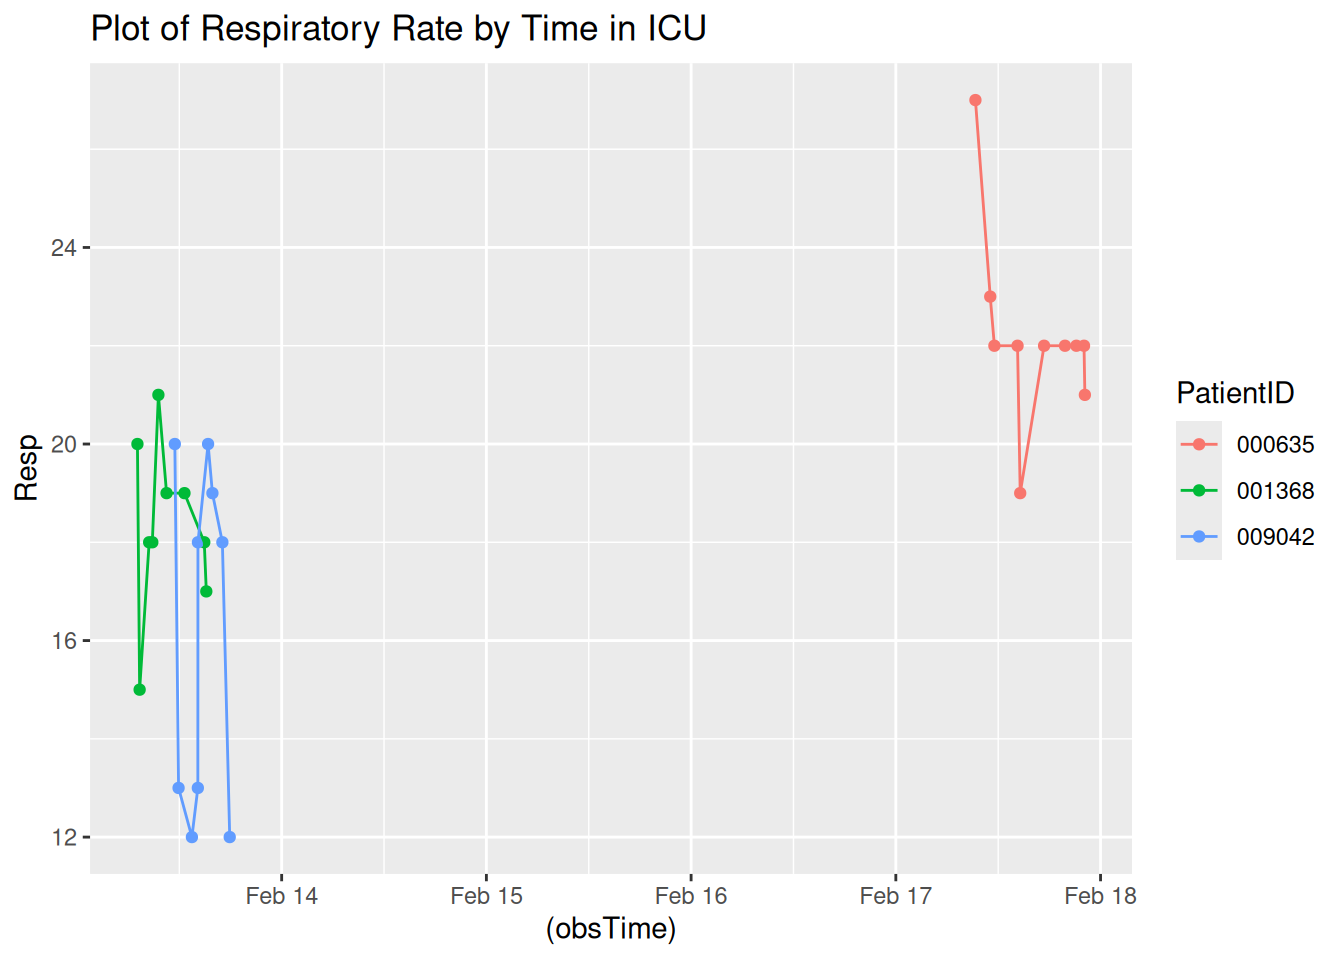 Plot of Respiratory Rate by Time in ICU
24
20
16
12
Resp
Feb 14
Feb 15
Feb 16
Feb 17
Feb 18
(obsTime)
PatientID
000635
001368
009042